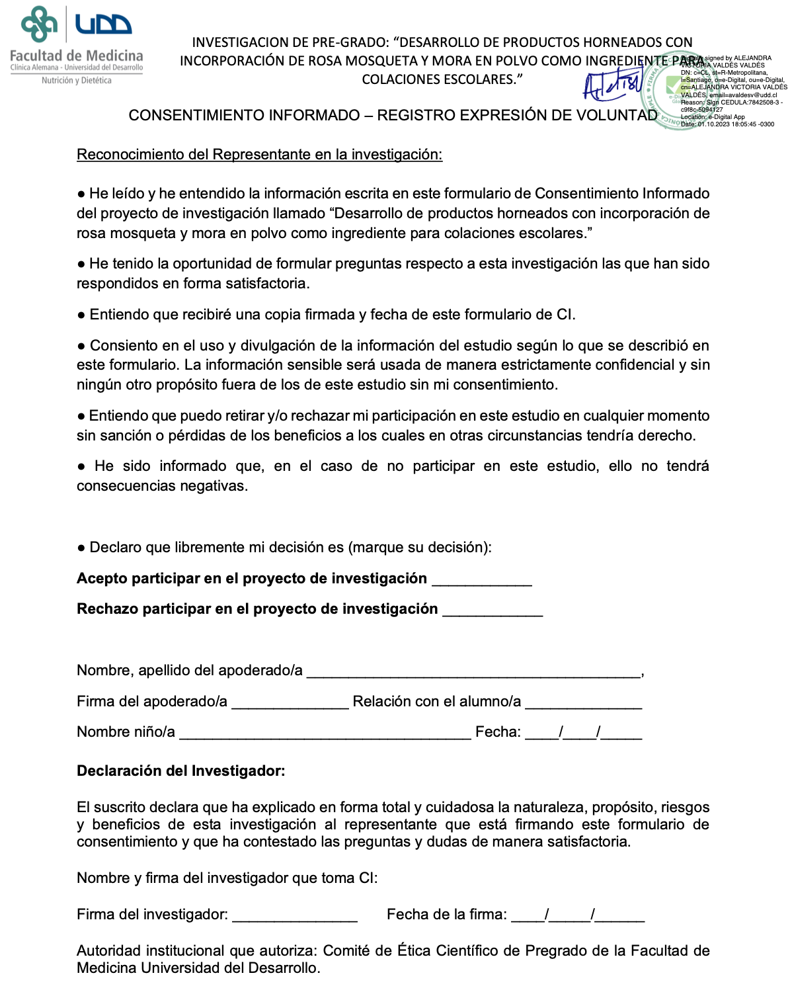 UDD
Facultad de Medicina
Clínica Alemana - Universidad del Desarrollo
Nutrición y Dietética
INVESTIGACION DE PRE-GRADO: “DESARROLLO DE PRODUCTOS HORNEADOS CON
INCORPORACIÓN DE ROSA MOSQUETA Y MORA EN POLVO COMO INGREDIENTE PARA
COLACIONES ESCOLARES.”
Digitally signed by ALEJANDRA
VICTORIA VALDÉS VALDÉS
DN: c=CL, st=R-Metropolitana,
l=Santiago, o=e-Digital, ou=e-Digital,
cn=ALEJANDRA VICTORIA VALDÉS
VALDÉS, email=avaldesv@udd.cl
Reason: Sign CEDULA:7842508-3 -
c9f8c-5094127
Location: e-Digital App
Date: 01.10.2023 18:05:45 -0300
CONSENTIMIENTO INFORMADO – REGISTRO EXPRESIÓN DE VOLUNTAD
Reconocimiento del Representante en la investigación:
● He leído y he entendido la información escrita en este formulario de Consentimiento Informado
del proyecto de investigación llamado “Desarrollo de productos horneados con incorporación de
rosa mosqueta y mora en polvo como ingrediente para colaciones escolares.”
● He tenido la oportunidad de formular preguntas respecto a esta investigación las que han sido
respondidos en forma satisfactoria.
● Entiendo que recibiré una copia firmada y fecha de este formulario de CI.
● Consiento en el uso y divulgación de la información del estudio según lo que se describió en
este formulario. La información sensible será usada de manera estrictamente confidencial y sin
ningún otro propósito fuera de los de este estudio sin mi consentimiento.
● Entiendo que puedo retirar y/o rechazar mi participación en este estudio en cualquier momento
sin sanción o pérdidas de los beneficios a los cuales en otras circunstancias tendría derecho.
● He sido informado que, en el caso de no participar en este estudio, ello no tendrá
consecuencias negativas.
● Declaro que libremente mi decisión es (marque su decisión):
Acepto participar en el proyecto de investigación ____________
Rechazo participar en el proyecto de investigación ____________
Nombre, apellido del apoderado/a ________________________________________,
Firma del apoderado/a ______________ Relación con el alumno/a ______________
Nombre niño/a ___________________________________ Fecha: ____/____/_____
Declaración del Investigador:
El suscrito declara que ha explicado en forma total y cuidadosa la naturaleza, propósito, riesgos
y beneficios de esta investigación al representante que está firmando este formulario de
consentimiento y que ha contestado las preguntas y dudas de manera satisfactoria.
Nombre y firma del investigador que toma CI:
Firma del investigador: _______________ Fecha de la firma: ____/_____/______
Autoridad institucional que autoriza: Comité de Ética Científico de Pregrado de la Facultad de
Medicina Universidad del Desarrollo.